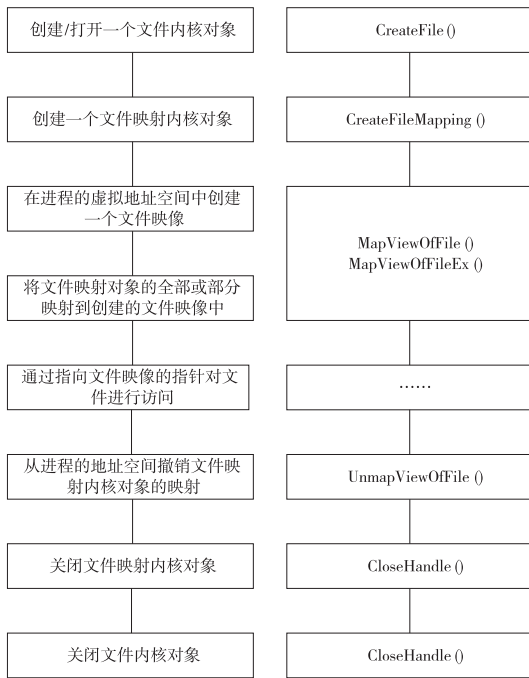 创建/打开一个文件内核对象
CreateFile ()
创建一个文件映射内核对象
CreateFileMapping ()
在进程的虚拟地址空间中创建
一个文件映像
MapViewOfFile ()
MapViewOfFileEx ()
将文件映射对象的全部或部分
映射到创建的文件映像中
通过指向文件映像的指针对文
件进行访问
……
从进程的地址空间撤销文件映
射内核对象的映射
UnmapViewOfFile ()
关闭文件映射内核对象
CloseHandle ()
关闭文件内核对象
CloseHandle ()